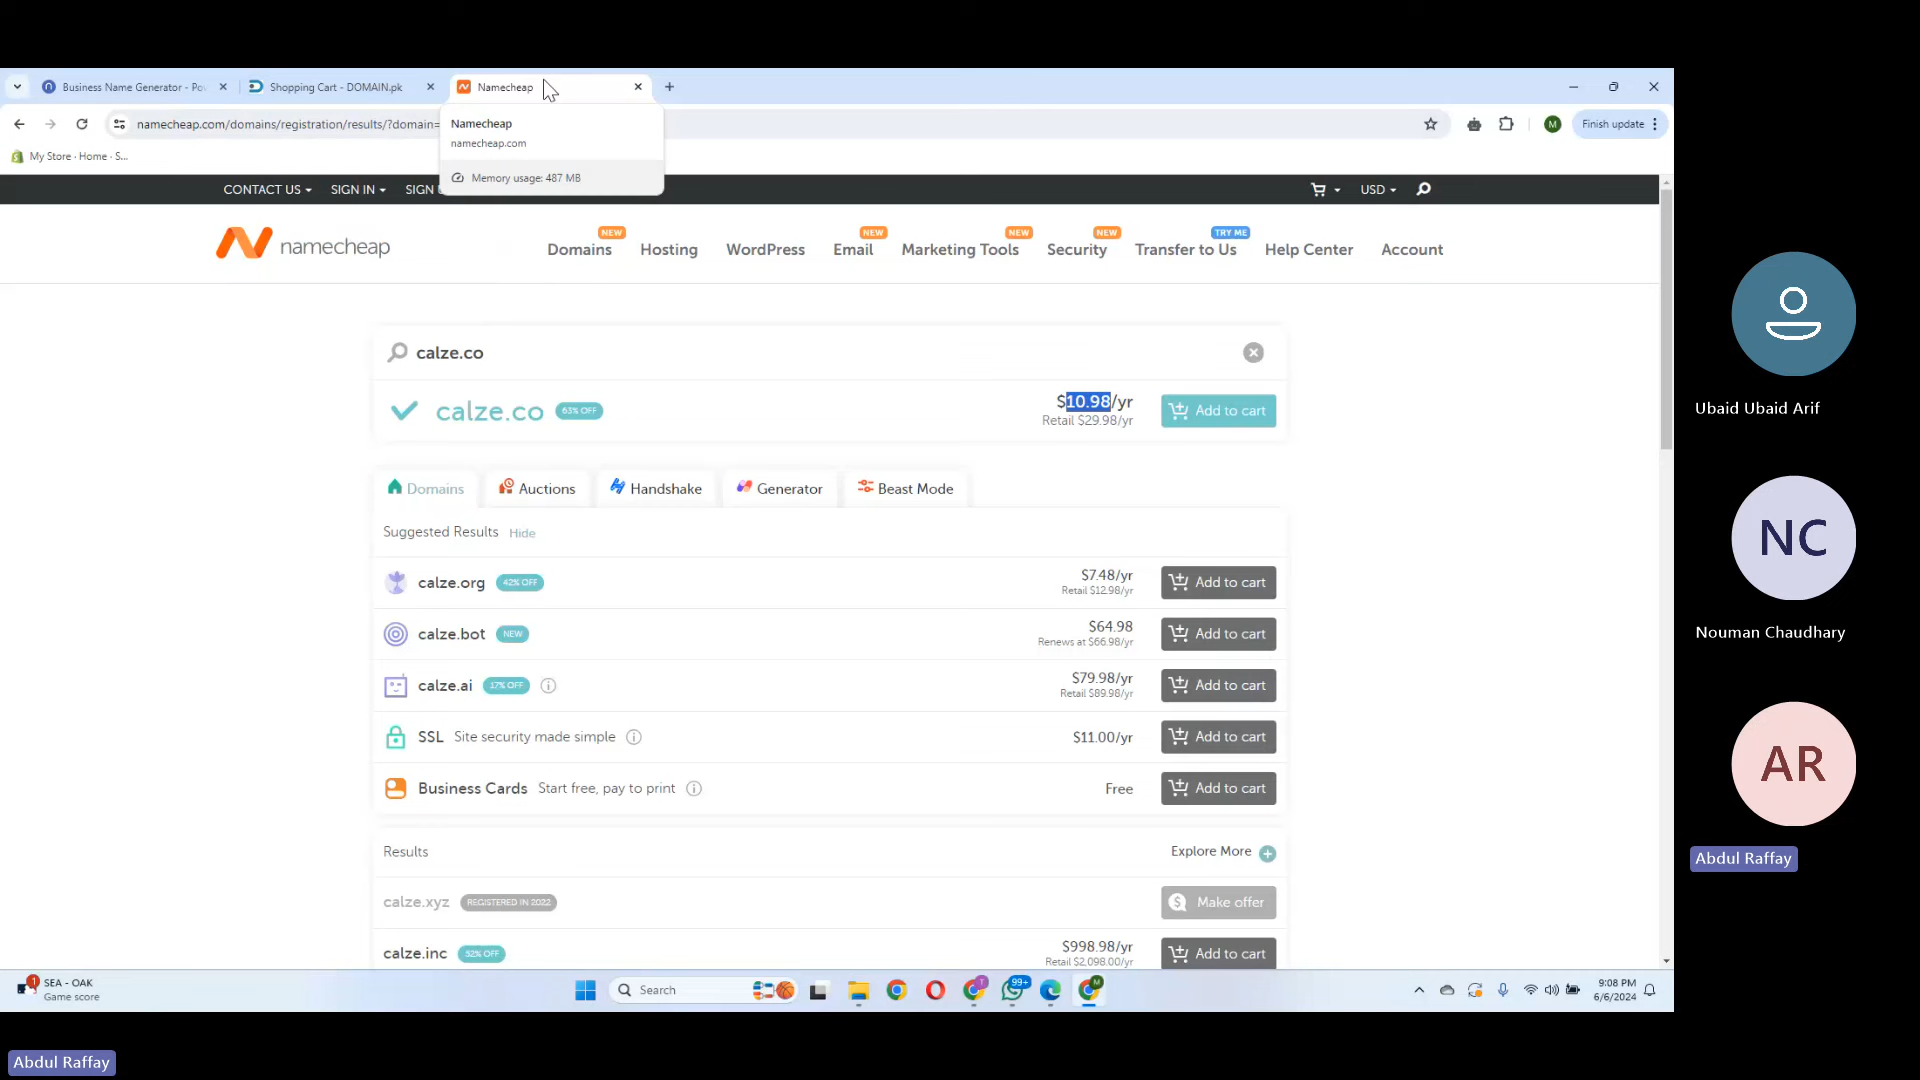 Business Name Generator - Po
Shopping Cart - DOMAIN.pk
Namecheap
namecheap.com/domains/registration/results/?domain=
Finish update
M
Namecheap
namecheap.com
Memory usage: 487 MB
My Store · Home · S...
CONTACT US
SIGN IN
SIGN
USD
namecheap
Domains
NEW
Hosting
WordPress
Email
NEW
Marketing Tools
NEW
Security
NEW
Transfer to Us
TRY ME
Help Center
Account
calze.co
calze.co
63% OFF
$10.98/yr
Retail $29.98/yr
Add to cart
Domains
Auctions
Handshake
Generator
Beast Mode
Suggested Results
Hide
calze.org
42% OFF
$7.48/yr
Retail $12.98/yr
Add to cart
calze.bot
NEW
$64.98
Renews at $66.98/yr
Add to cart
calze.ai
17% OFF
$79.98/yr
Retail $89.98/yr
Add to cart
SSL
Site security made simple
$11.00/yr
Add to cart
Business Cards
Start free, pay to print
Free
Add to cart
Results
Explore More
calze.xyz
REGISTERED IN 2022
Make offer
calze.inc
52% OFF
$998.98/yr
Retail $2,098.00/yr
Add to cart
1
SEA - OAK
Game score
Search
T
99+
M
9:08 PM
6/6/2024
Ubaid Ubaid Arif
NC
Nouman Chaudhary
AR
Abdul Raffay
Abdul Raffay